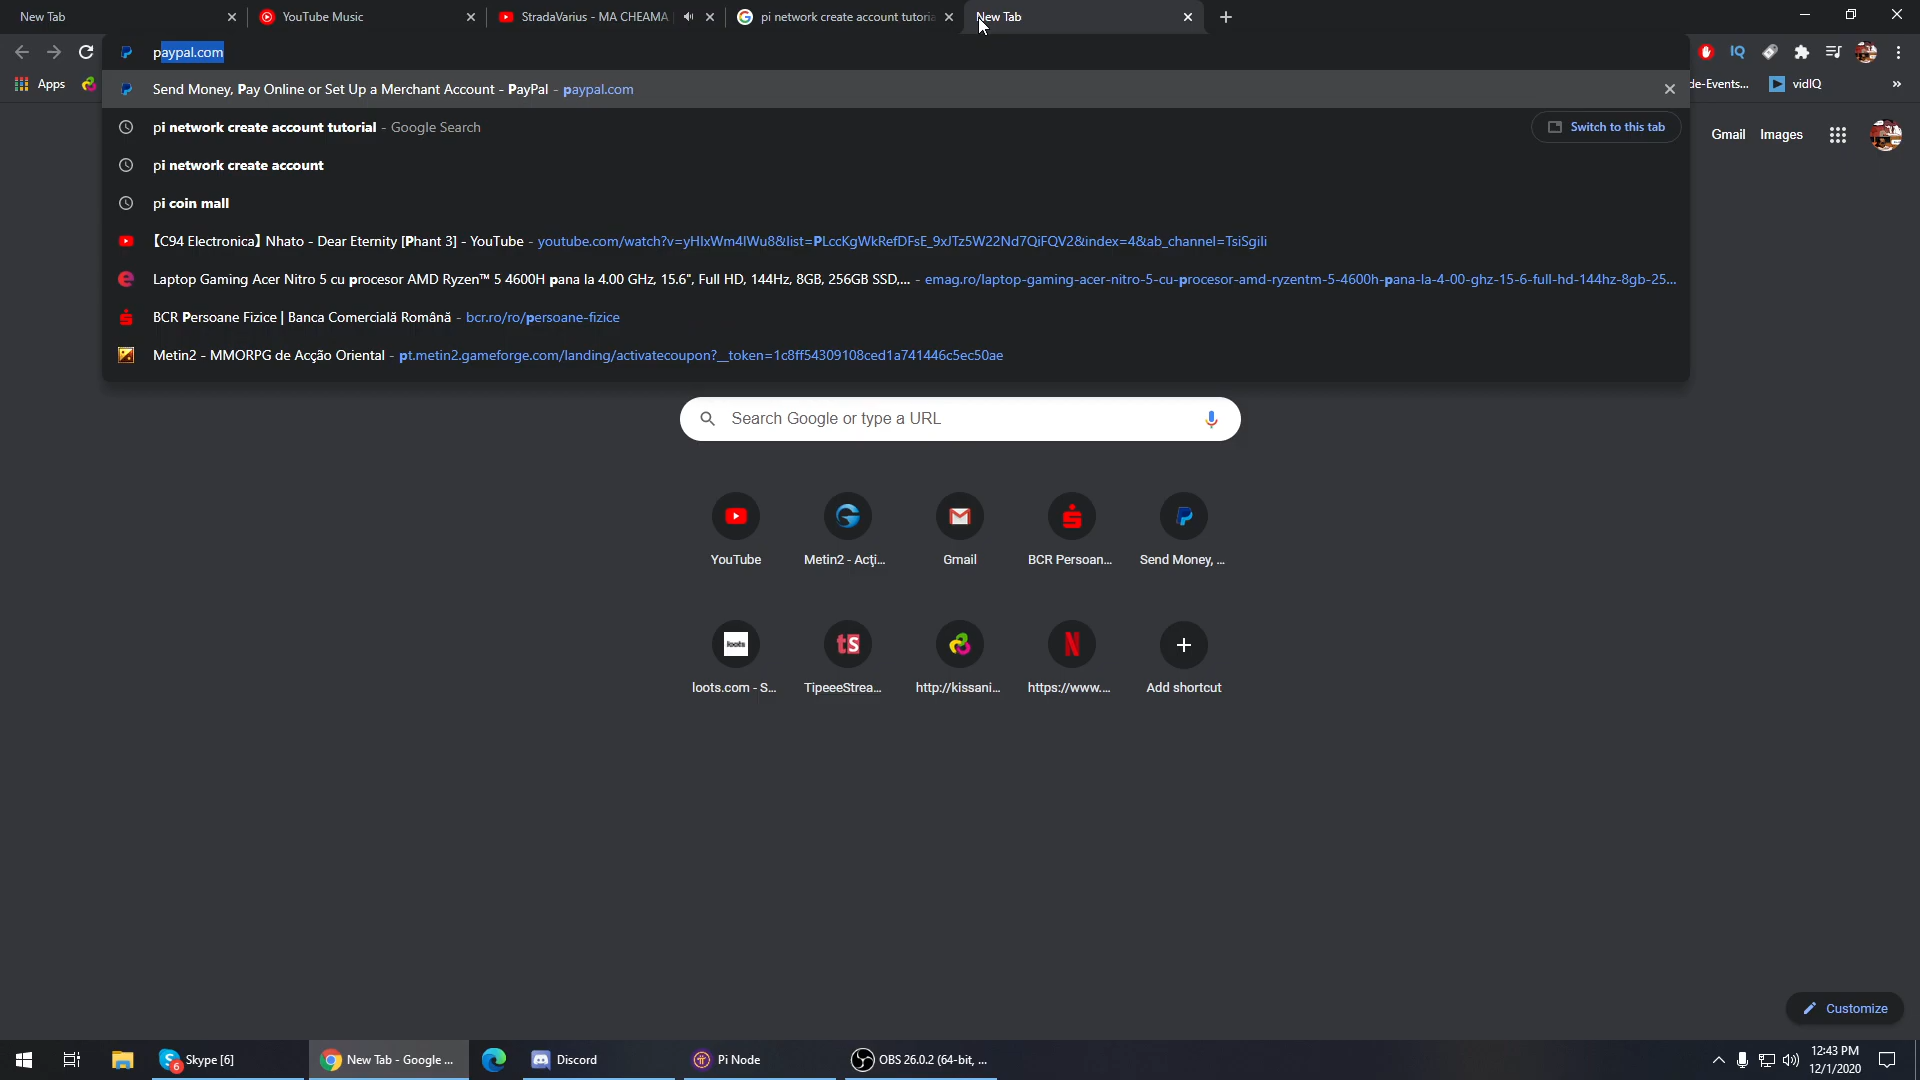 New Tab
YouTube Music
StradaVarius - MA CHEAMA
pi network create account tutoria
New Tab
paypal.com
Apps
de-Events...
vidIQ
»
Send Money, Pay Online or Set Up a Merchant Account - PayPal - paypal.com
pi network create account tutorial - Google Search
Switch to this tab
Gmail
Images
pi network create account
pi coin mall
【C94 Electronica】Nhato - Dear Eternity [Phant 3] - YouTube - youtube.com/watch?v=yHIxWm4lWu8&list=PLccKgWkRefDFsE_9xJTz5W22Nd7QiFQV2&index=4&ab_channel=TsiSgili
Laptop Gaming Acer Nitro 5 cu procesor AMD Ryzen™ 5 4600H pana la 4.00 GHz, 15.6", Full HD, 144Hz, 8GB, 256GB SSD,... - emag.ro/laptop-gaming-acer-nitro-5-cu-procesor-amd-ryzentm-5-4600h-pana-la-4-00-ghz-15-6-full-hd-144hz-8gb-25...
BCR Persoane Fizice | Banca Comercială Română - bcr.ro/ro/persoane-fizice
Metin2 - MMORPG de Acção Oriental - pt.metin2.gameforge.com/landing/activatecoupon?__token=1c8ff54309108ced1a741446c5ec50ae
Search Google or type a URL
YouTube
Metin2 - Acţi...
Gmail
BCR Persoan...
Send Money, ...
loots
tS
N
loots.com - S...
TipeeeStrea...
http://kissani...
https://www....
Add shortcut
Customize
6
Skype [6]
New Tab - Google ...
Discord
Pi Node
OBS 26.0.2 (64-bit, ...
12:43 PM
12/1/2020